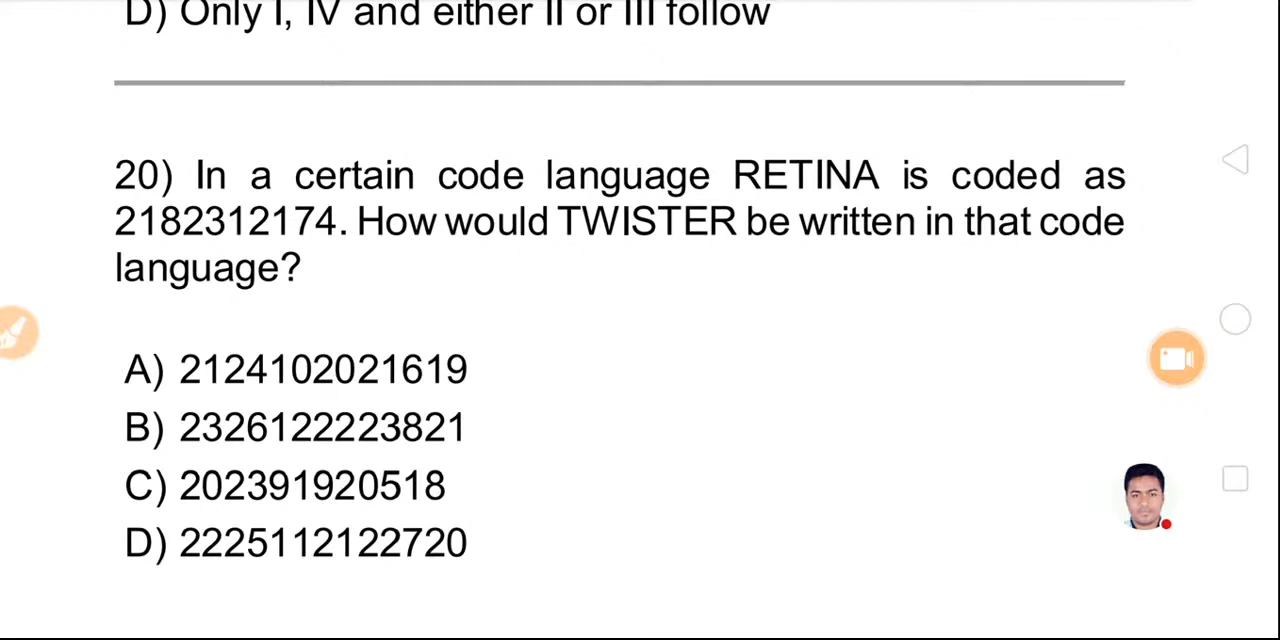 D) Only I, IV and either II or III follow
20) In a certain code language RETINA is coded as
2182312174. How would TWISTER be written in that code
language?
A) 2124102021619
B) 2326122223821
C) 202391920518
D) 2225112122720